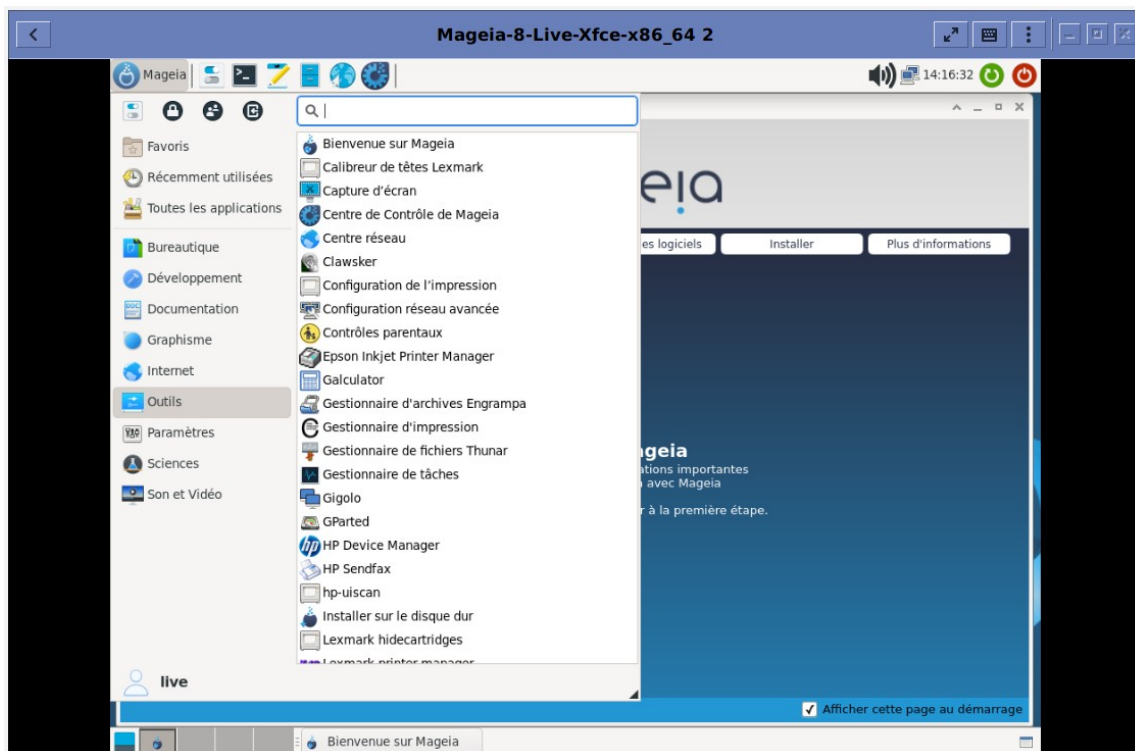 Mageia-8-Live-Xfce-x86_64 2
Mageia
14:16:32
Favoris
Récemment utilisées
Toutes les applications
Bureautique
Développement
Documentation
Graphisme
Internet
Outils
Paramètres
Sciences
Son et Vidéo
live
Bienvenue sur Mageia
Calibreur de têtes Lexmark
Capture d'écran
Centre de Contrôle de Mageia
Centre réseau
Clawsker
Configuration de l'impression
Configuration réseau avancée
Contrôles parentaux
Epson Inkjet Printer Manager
Galculator
Gestionnaire d'archives Engrampa
Gestionnaire d'impression
Gestionnaire de fichiers Thunar
Gestionnaire de tâches
Gigolo
GParted
HP Device Manager
HP Sendfax
hp-uiscan
Installer sur le disque dur
Lexmark hidecartridges
Lexmark printer manager
eia
es logiciels
Installer
Plus d'informations
geia
ations importantes
avec Mageia
r à la première étape.
Afficher cette page au démarrage
Bienvenue sur Mageia